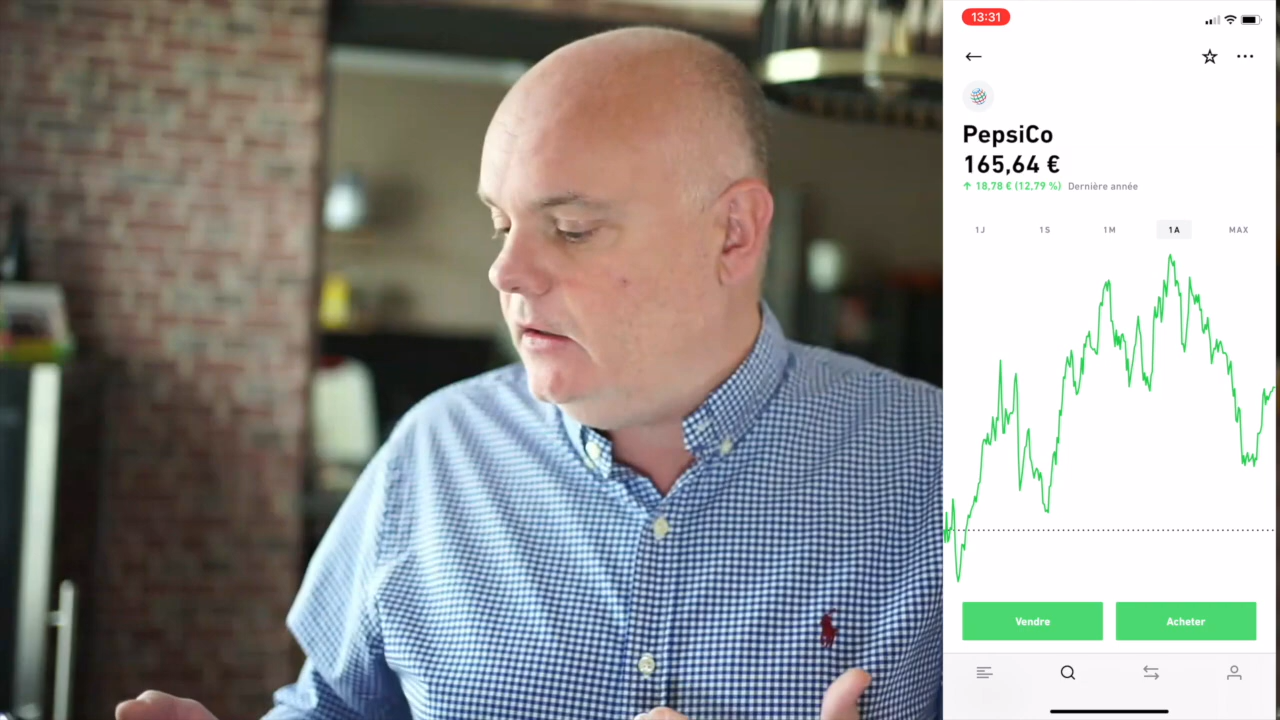 13:31
PepsiCo
165,64 €
↑ 18,78 € (12,79 %) Dernière année
1J 1S 1M 1A MAX
Vendre Acheter